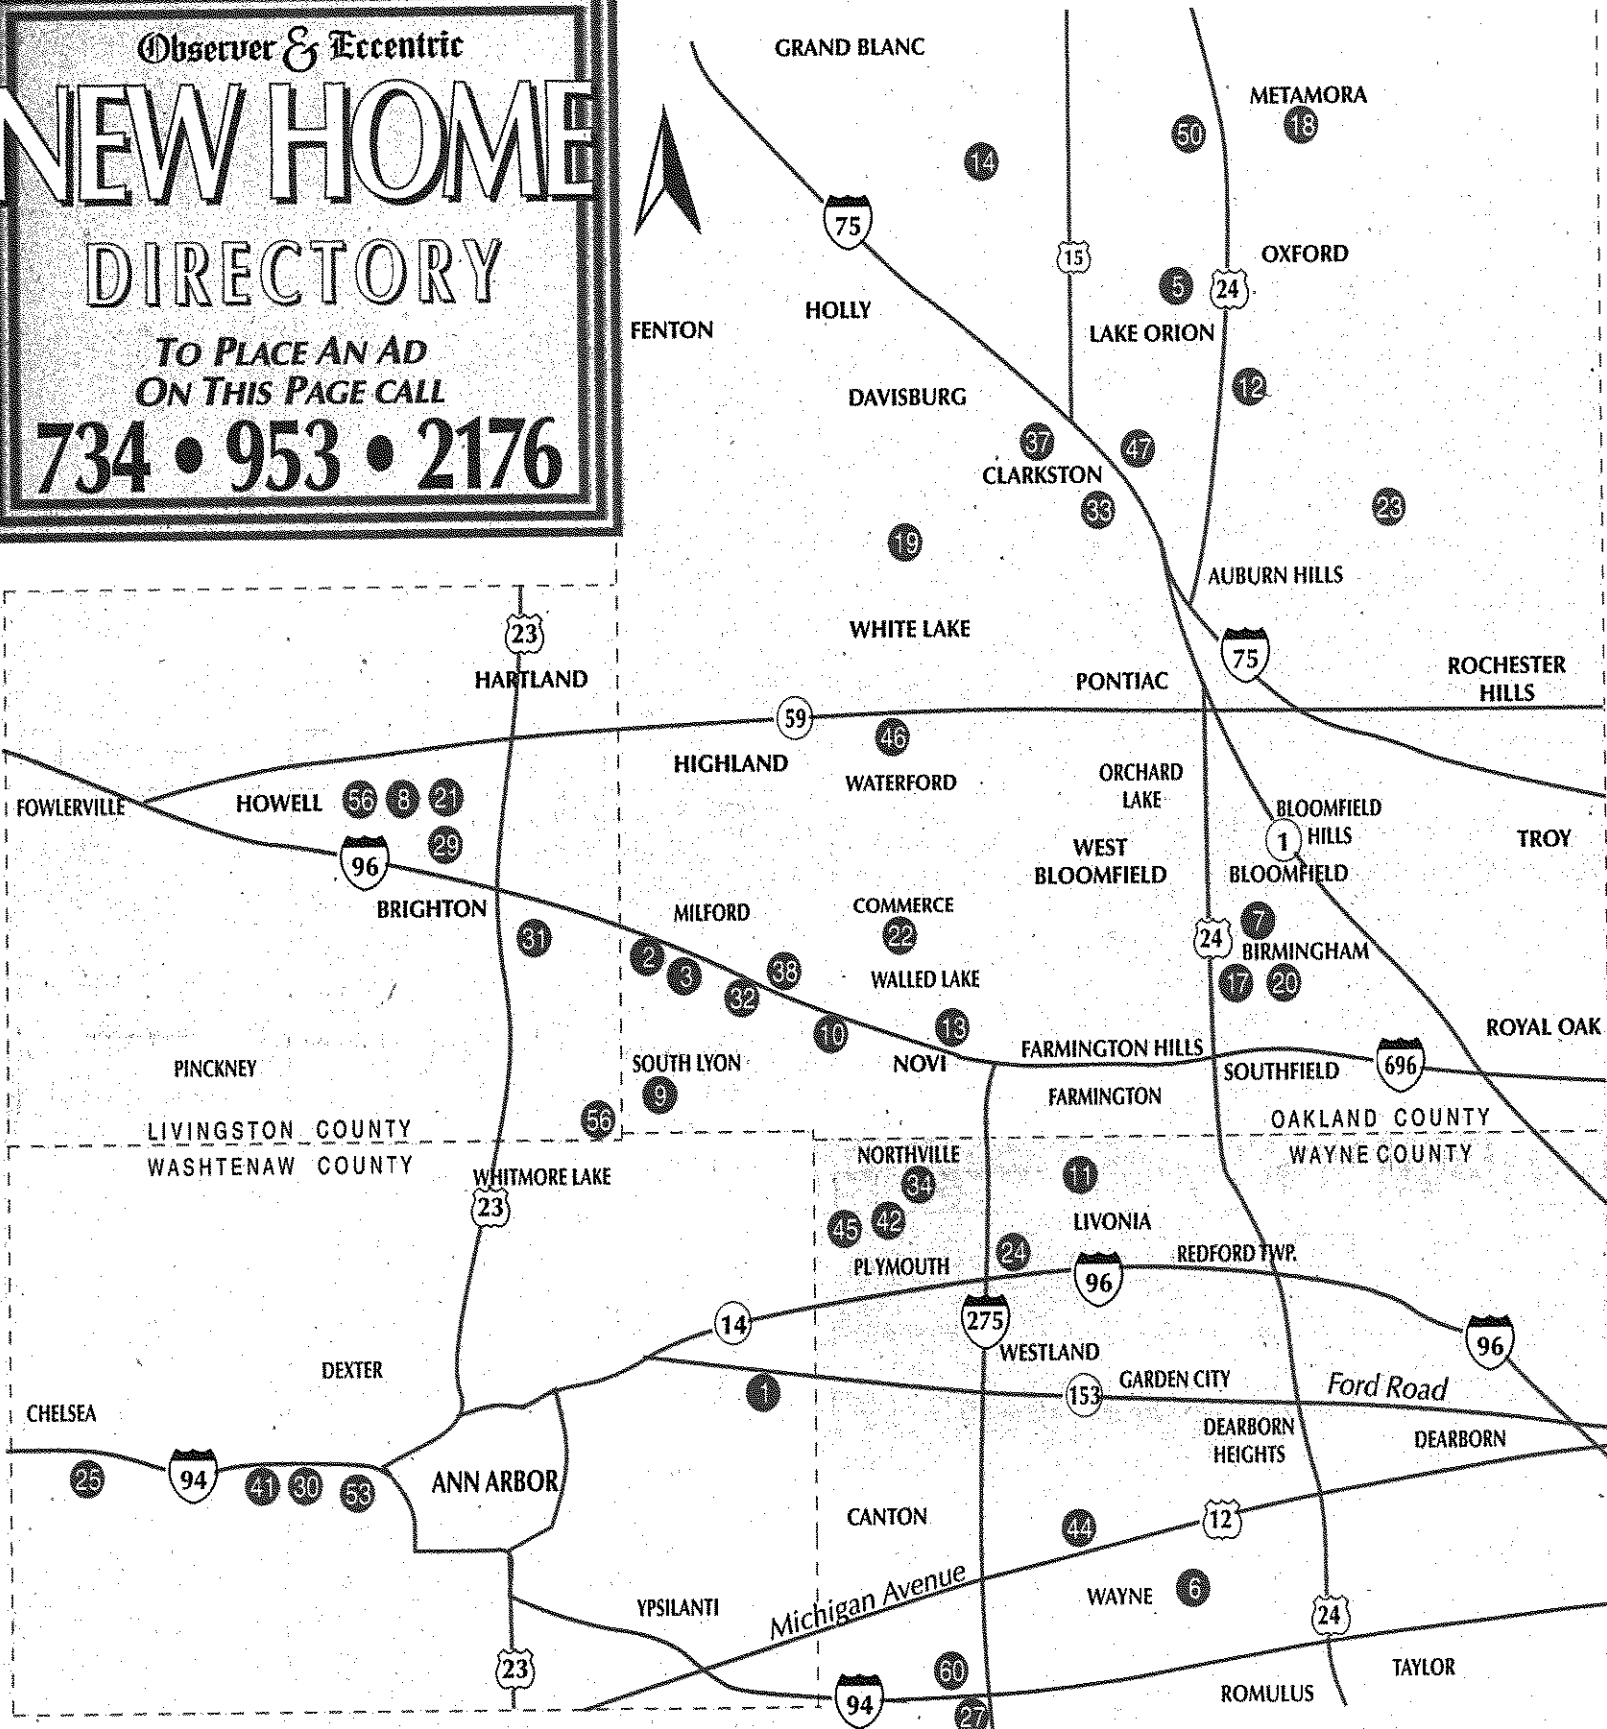 Observer & Eccentric
NEW HOME
DIRECTORY
TO PLACE AN AD
ON THIS PAGE CALL
734 • 953 • 2176
GRAND BLANC
METAMORA
50
18
14
75
15
OXFORD
5
24
HOLLY
FENTON
LAKE ORION
12
DAVISBURG
37
47
CLARKSTON
33
23
19
AUBURN HILLS
WHITE LAKE
23
75
HARTLAND
PONTIAC
ROCHESTER
HILLS
59
46
HIGHLAND
WATERFORD
ORCHARD
LAKE
FOWLERVILLE
HOWELL
56
8
21
29
96
BLOOMFIELD
HILLS
1
TROY
WEST
BLOOMFIELD
BLOOMFIELD
BRIGHTON
MILFORD
COMMERCE
22
7
31
2
3
38
32
24
BIRMINGHAM
17
20
WALLED LAKE
10
13
ROYAL OAK
PINCKNEY
SOUTH LYON
9
NOVI
FARMINGTON HILLS
SOUTHFIELD
696
FARMINGTON
56
LIVINGSTON COUNTY
WASHTENAW COUNTY
OAKLAND COUNTY
WAYNE COUNTY
WHITMORE LAKE
23
NORTHVILLE
34
11
45
42
LIVONIA
PLYMOUTH
24
REDFORD TWP.
96
14
275
96
WESTLAND
DEXTER
1
153
GARDEN CITY
Ford Road
CHELSEA
DEARBORN
HEIGHTS
DEARBORN
25
94
41
30
53
ANN ARBOR
CANTON
44
12
Michigan Avenue
WAYNE
6
YPSILANTI
24
23
60
94
27
TAYLOR
ROMULUS